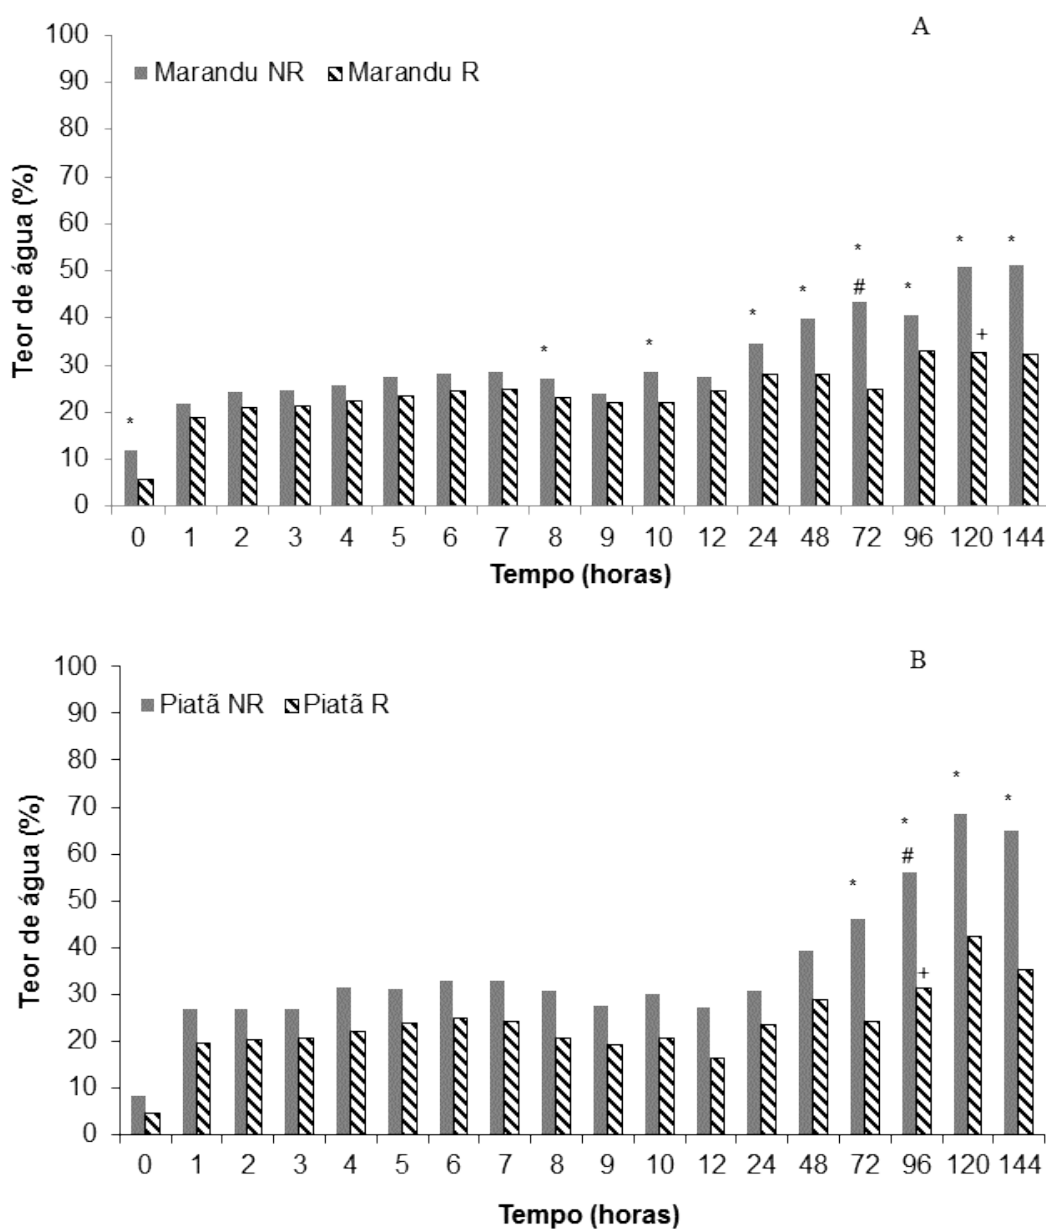 A
100
90
80
70
60
50
40
30
20
10
0
Teor de água (%)
Marandu NR Marandu R
* * * * * * # * * + *
0 1 2 3 4 5 6 7 8 9 10 12 24 48 72 96 120 144
Tempo (horas)
B
100
90
80
70
60
50
40
30
20
10
0
Teor de água (%)
Piatã NR Piatã R
* * # + * *
0 1 2 3 4 5 6 7 8 9 10 12 24 48 72 96 120 144
Tempo (horas)